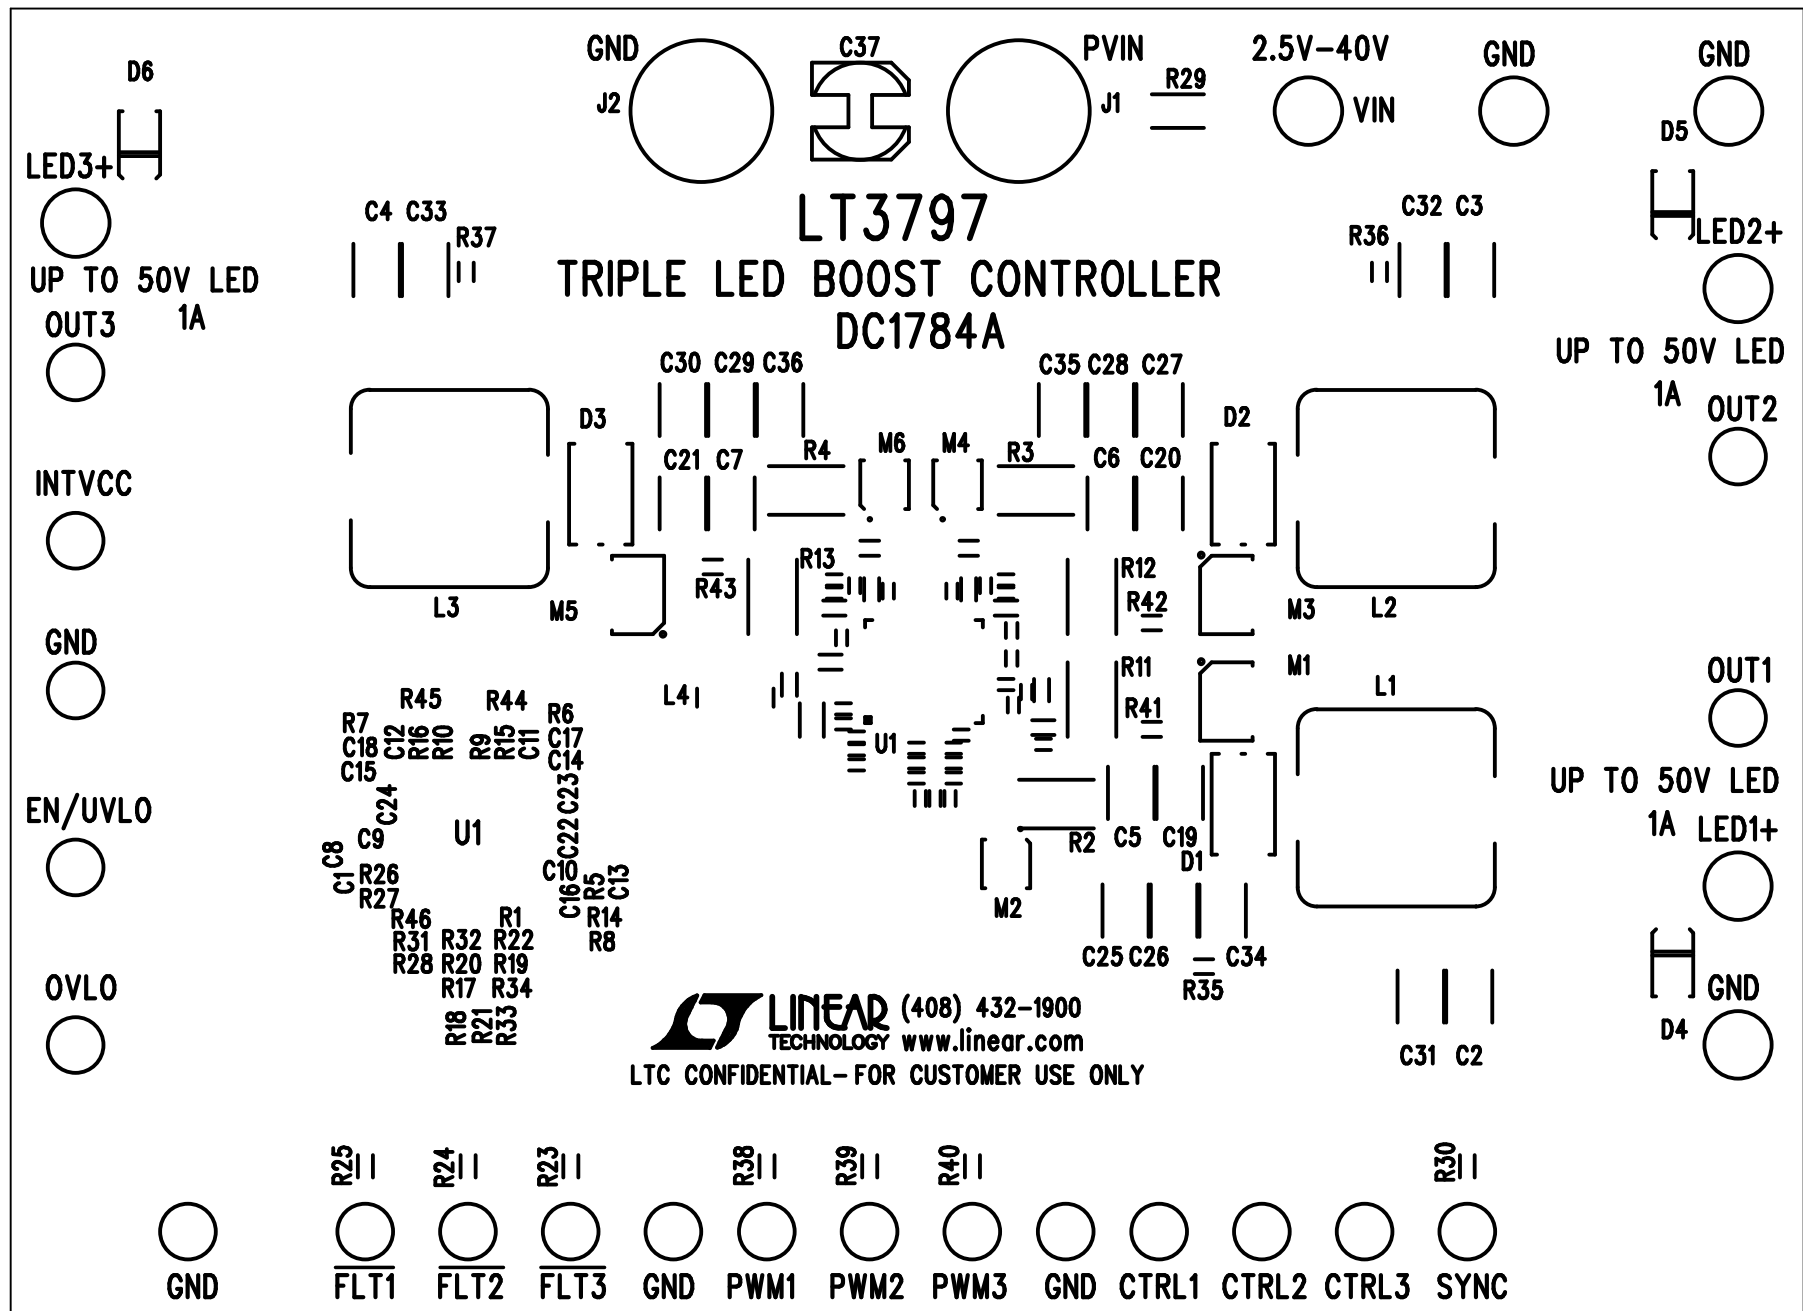 GND
C37
PVIN
2.5V-40V
GND
GND
D6
J2
J1
R29
VIN
D5
LED3+
LT3797
C4 C33
R37
C32 C3
R36
LED2+
UP TO 50V LED
1A
TRIPLE LED BOOST CONTROLLER
OUT3
DC1784A
UP TO 50V LED
1A
C30 C29 C36
C35 C28 C27
OUT2
D3
D2
M6 M4
R4
R3
C21 C7
C6 C20
INTVCC
R13
R12
R43
R42
L3
M5
M3
L2
GND
R11
M1
OUT1
L4
L1
R45 R44
R41
R7
R6
C18
C12
R16
R10
R9
R15
C11
C17
U1
C15
C14
C24
C23
UP TO 50V LED
1A
EN/UVLO
U1
C9
C22
R2
C5
C19
LED1+
D1
C8
C1
R26
R27
C10
C16
R5
C13
M2
R46
R1
R14
R31
R32
R22
R8
R28
R20
R19
C25 C26
C34
OVLO
R17
R34
R35
GND
R18
R21
R33
LINEAR
TECHNOLOGY
(408) 432-1900
www.linear.com
D4
C31 C2
LTC CONFIDENTIAL-FOR CUSTOMER USE ONLY
R25
R24
R23
R38
R39
R40
R30
GND
FLT1
FLT2
FLT3
GND
PWM1
PWM2
PWM3
GND
CTRL1
CTRL2
CTRL3
SYNC